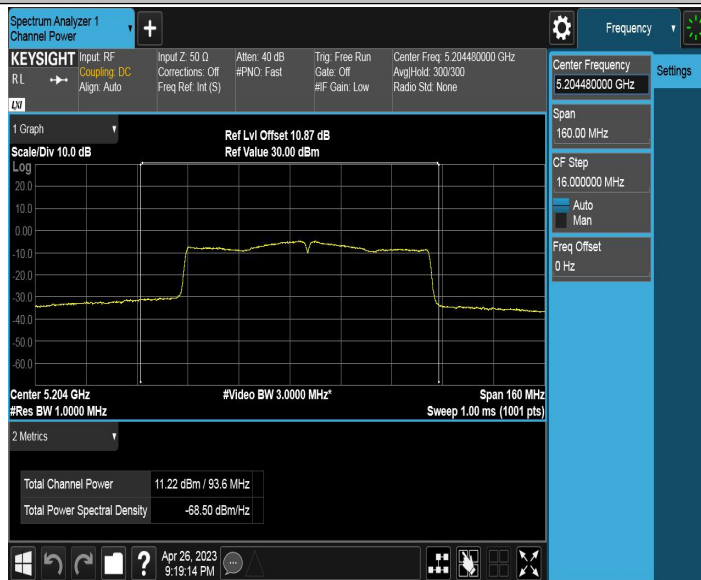 Spectrum Analyzer 1
Channel Power
+
Frequency
KEYSIGHT
RL
LXI
Input: RF
Coupling: DC
Align: Auto
Input Z: 50 Ω
Corrections: Off
Freq Ref: Int (S)
Atten: 40 dB
#PNO: Fast
Trig: Free Run
Gate: Off
#IF Gain: Low
Center Freq: 5.204480000 GHz
Avg|Hold: 300/300
Radio Std: None
Center Frequency
5.204480000 GHz
Settings
Span
160.00 MHz
CF Step
16.000000 MHz
Auto
Man
Freq Offset
0 Hz
1 Graph
Scale/Div 10.0 dB
Ref Lvl Offset 10.87 dB
Ref Value 30.00 dBm
Log
20.0
10.0
0.00
-10.0
-20.0
-30.0
-40.0
-50.0
-60.0
Center 5.204 GHz
#Res BW 1.0000 MHz
#Video BW 3.0000 MHz*
Span 160 MHz
Sweep 1.00 ms (1001 pts)
2 Metrics
Total Channel Power 11.22 dBm / 93.6 MHz
Total Power Spectral Density -68.50 dBm/Hz
?
Apr 26, 2023
9:19:14 PM